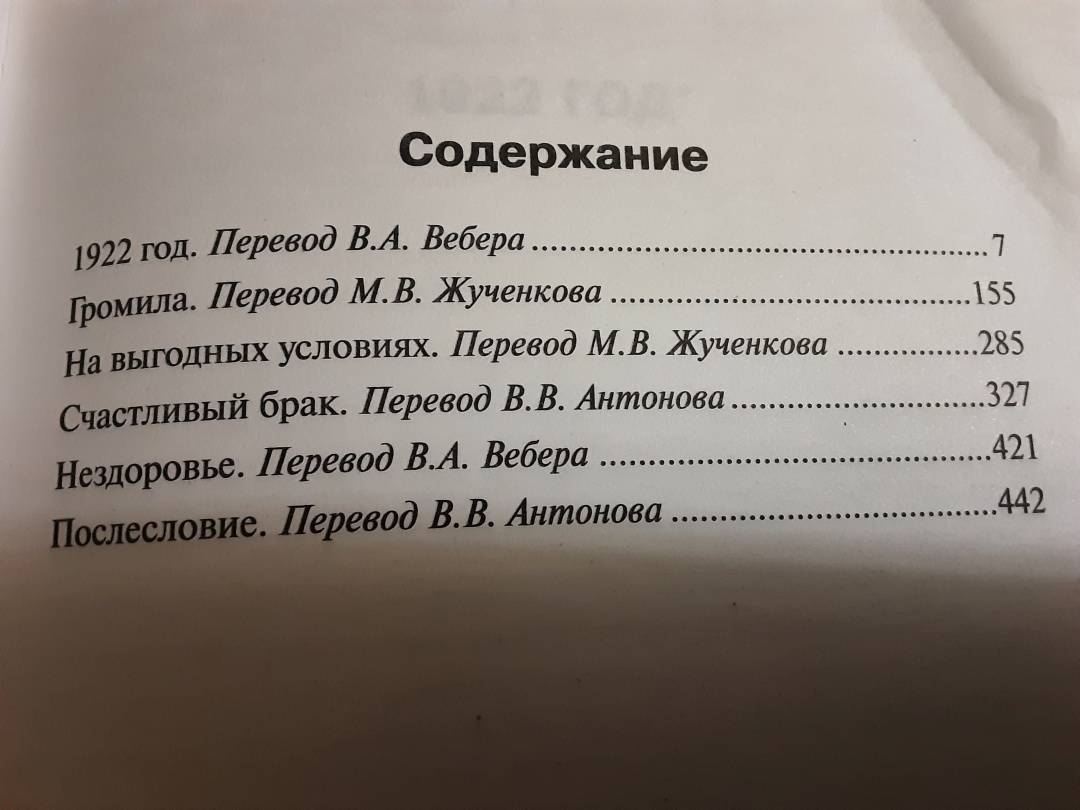 Содержание
1922 год. Перевод В.А. Вебера....................................................7
Громила. Перевод М.В. Жученкова.........................................155
На выгодных условиях. Перевод М.В. Жученкова ................285
Счастливый брак. Перевод В.В. Антонова.............................327
Нездоровье. Перевод В.А. Вебера ............................................421
Послесловие. Перевод В.В. Антонова .....................................442